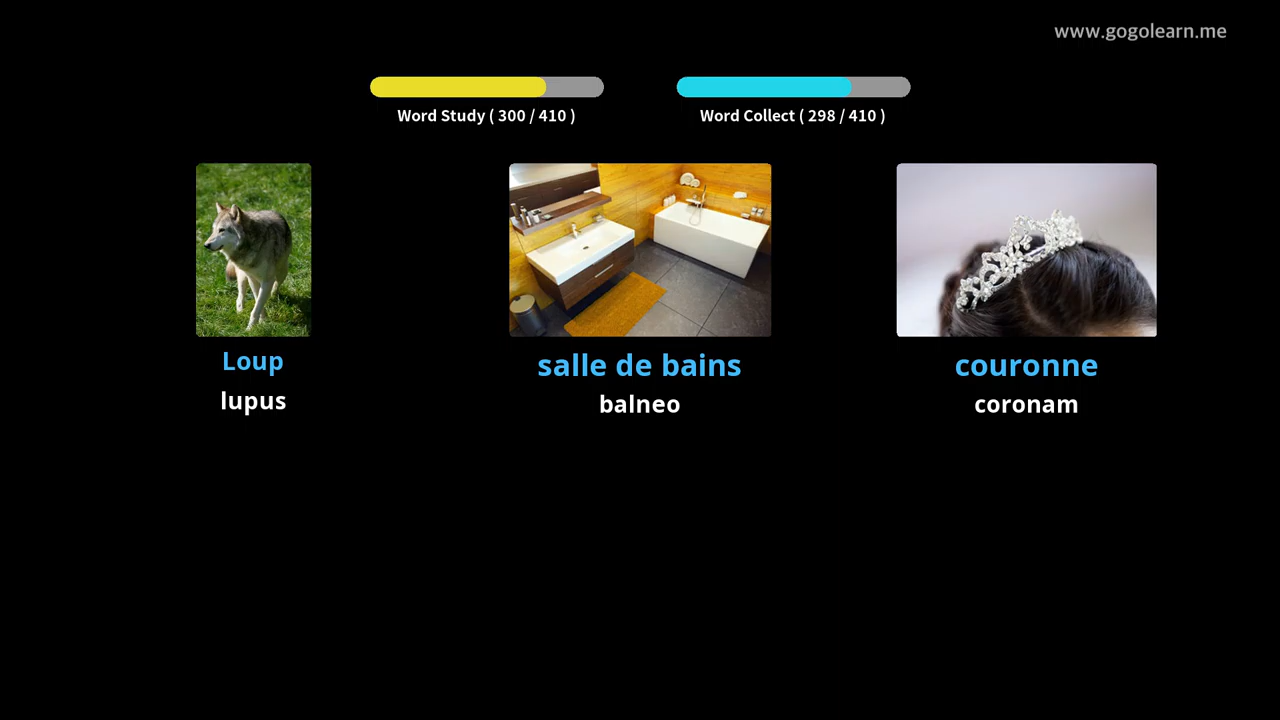 www.gogolearn.me
Word Study ( 300 / 410 )
Word Collect ( 298 / 410 )
Loup
lupus
salle de bains
balneo
couronne
coronam